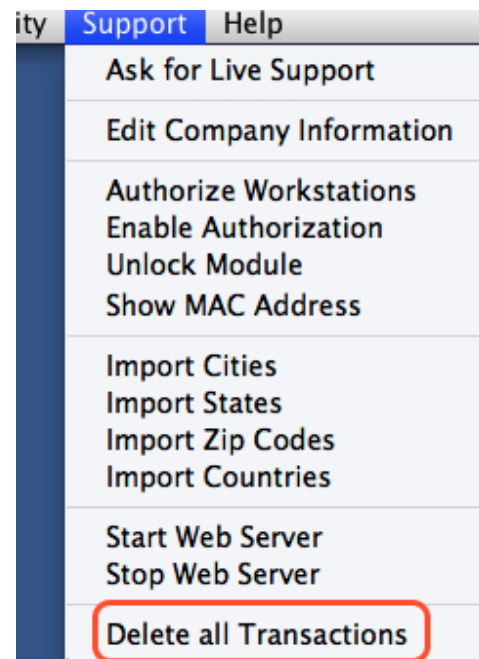 ity Support Help
Ask for Live Support
Edit Company Information
Authorize Workstations
Enable Authorization
Unlock Module
Show MAC Address
Import Cities
Import States
Import Zip Codes
Import Countries
Start Web Server
Stop Web Server
Delete all Transactions